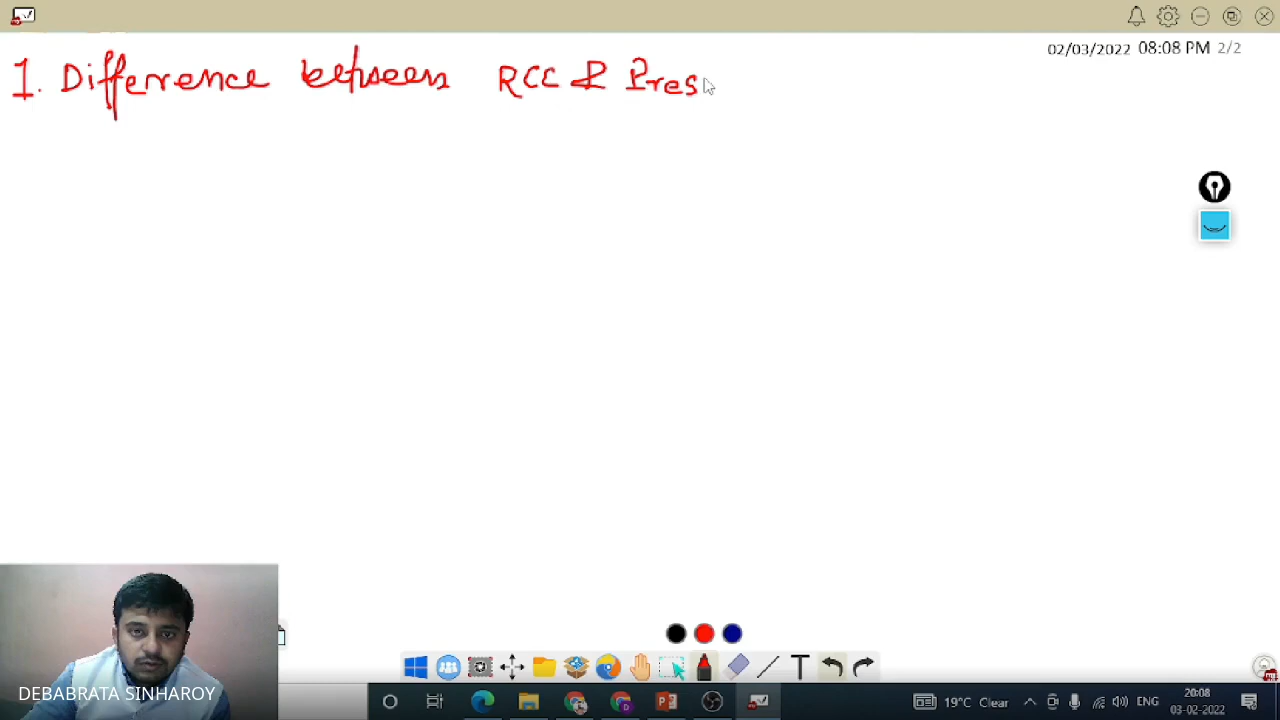 02/03/2022 08:08 PM 2/2
1. Difference between RCC & Pres
DEBABRATA SINHAROY
T
19°C Clear
ENG
20:08
03-02-2022